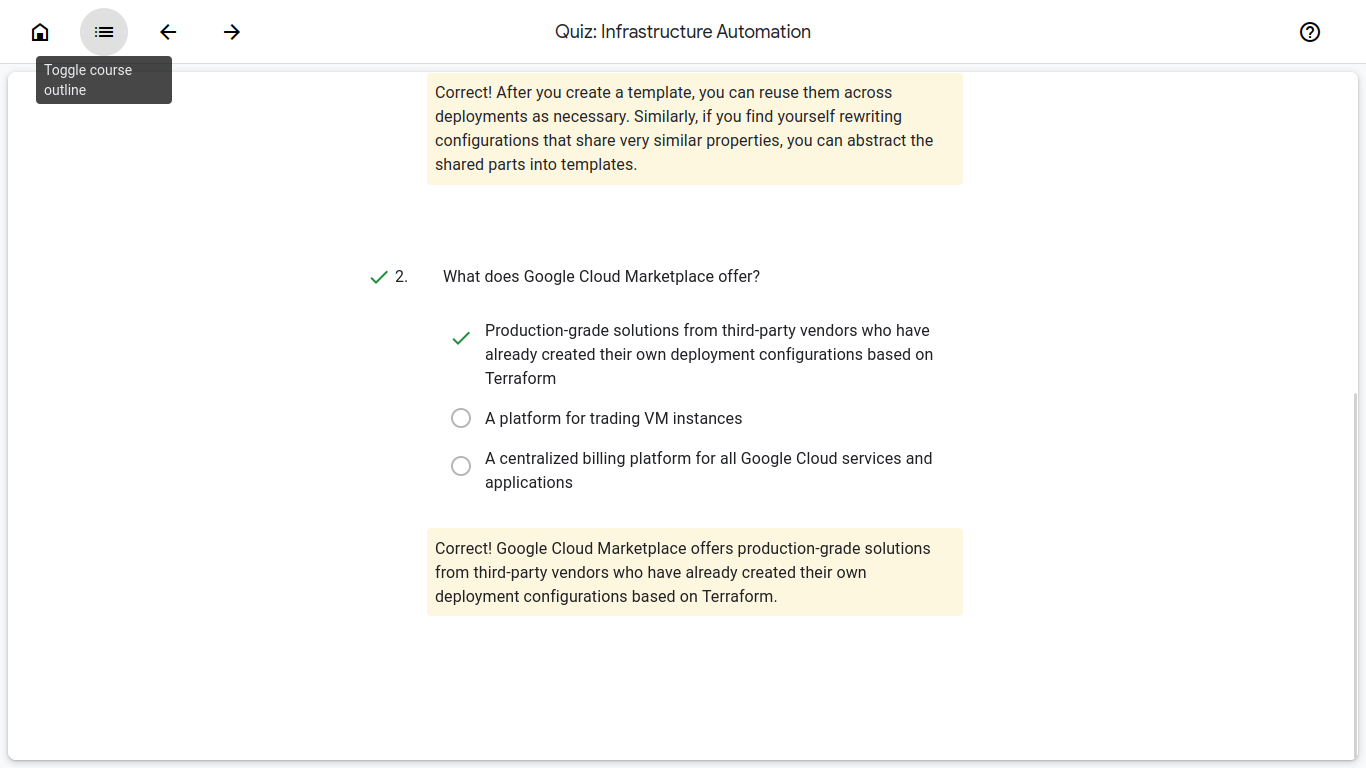 Quiz: Infrastructure Automation
Toggle course
outline
Correct! After you create a template, you can reuse them across
deployments as necessary. Similarly, if you find yourself rewriting
configurations that share very similar properties, you can abstract the
shared parts into templates.
2. What does Google Cloud Marketplace offer?
Production-grade solutions from third-party vendors who have
already created their own deployment configurations based on
Terraform
A platform for trading VM instances
A centralized billing platform for all Google Cloud services and
applications
Correct! Google Cloud Marketplace offers production-grade solutions
from third-party vendors who have already created their own
deployment configurations based on Terraform.